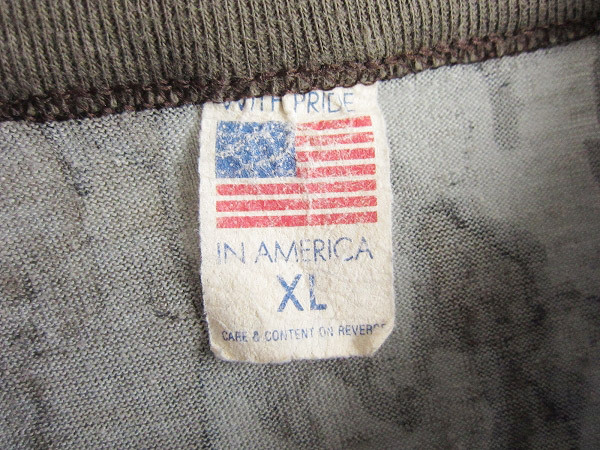 WITH PRIDE
IN AMERICA
XL
CARE & CONTENT ON REVERSE